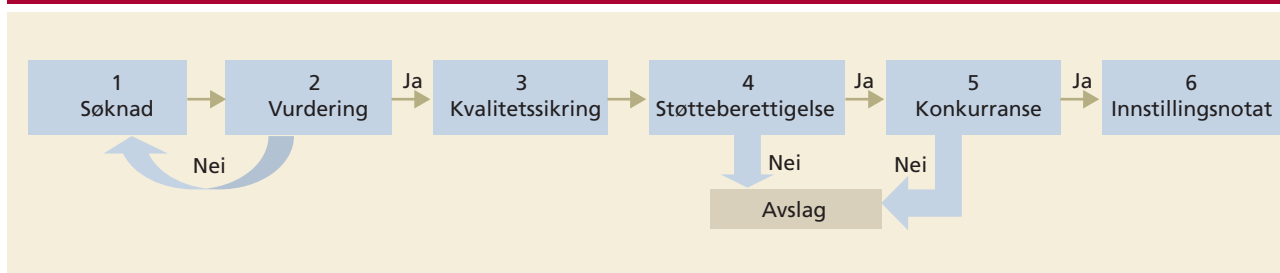 1
Søknad
2
Vurdering
Ja
3
Kvalitetssikring
4
Støtteberettigelse
Ja
5
Konkurranse
Ja
6
Innstillingsnotat
Nei
Nei
Nei
Avslag